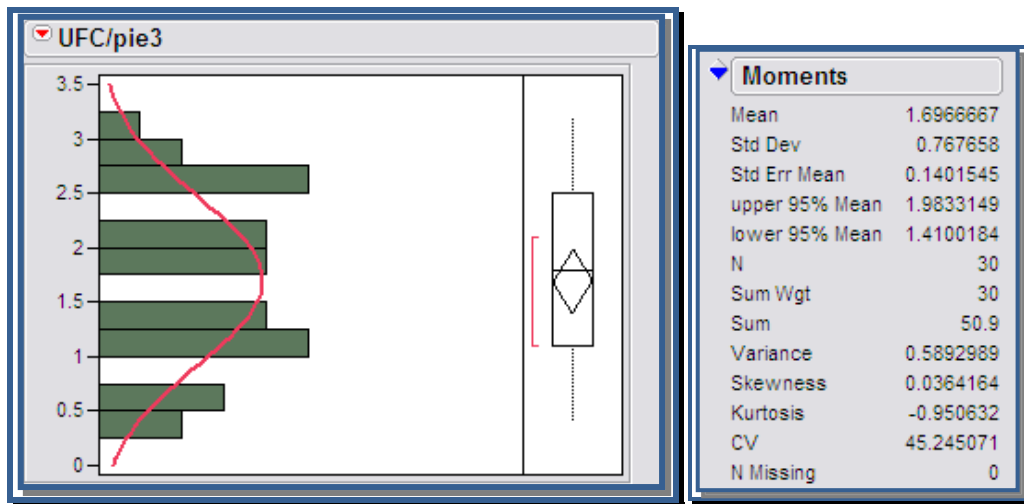 UFC/pie3
3.5
3
2.5
2
1.5
1
0.5
0
Moments
Mean 1.6966667
Std Dev 0.767658
Std Err Mean 0.1401545
upper 95% Mean 1.9833149
lower 95% Mean 1.4100184
N 30
Sum Wgt 30
Sum 50.9
Variance 0.5892989
Skewness 0.0364164
Kurtosis -0.950632
CV 45.245071
N Missing 0